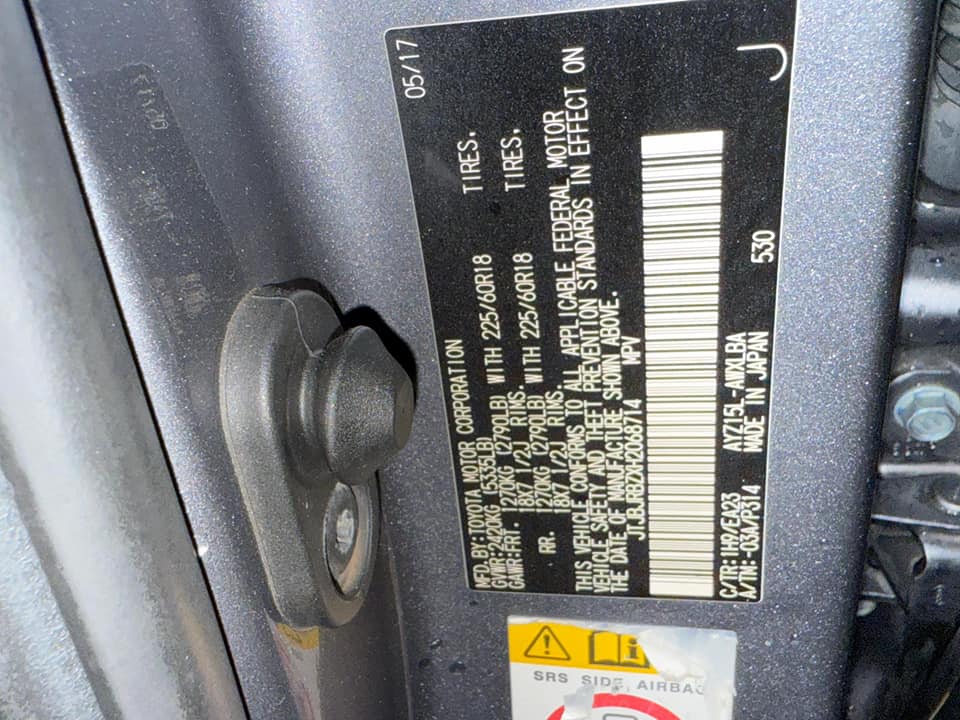 05/17
MFD.BY:TOYOTA MOTOR CORPORATION
GVWR:2420KG (5335LB)
GAWR:FRT. 1270KG (2790LB) WITH 225/60R18 TIRES.
18X7 1/2J RIMS.
RR. 1270KG (2790LB) WITH 225/60R18 TIRES.
18X7 1/2J RIMS.
THIS VEHICLE CONFORMS TO ALL APPLICABLE FEDERAL MOTOR
VEHICLE SAFETY AND THEFT PREVENTION STANDARDS IN EFFECT ON
THE DATE OF MANUFACTURE SHOWN ABOVE.
JTJBJRBZXH2068714 MPV
C/TR:1H9/EA23 AYZ15L-AWXLBA
A/TM:-03A/P314 MADE IN JAPAN 530
J
SRS SIDE AIRBAG